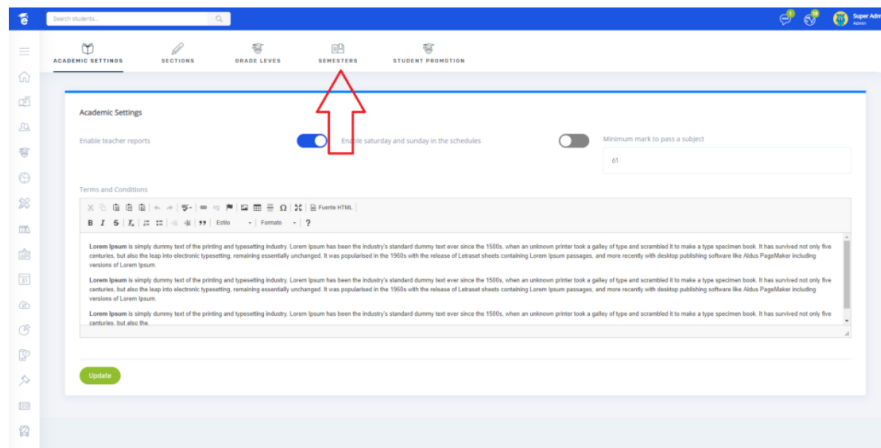 Search students...
Super Adm
Admin
ACADEMIC SETTINGS
SECTIONS
GRADE LEVES
SEMESTERS
STUDENT PROMOTION
Academic Settings
Enable teacher reports
Enable saturday and sunday in the schedules
Minimum mark to pass a subject
61
Terms and Conditions
Fuente HTML
Estilo
Formato
Lorem Ipsum is simply dummy text of the printing and typesetting industry. Lorem Ipsum has been the industry's standard dummy text ever since the 1500s, when an unknown printer took a galley of type and scrambled it to make a type specimen book. It has survived not only five
centuries, but also the leap into electronic typesetting, remaining essentially unchanged. It was popularised in the 1960s with the release of Letraset sheets containing Lorem Ipsum passages, and more recently with desktop publishing software like Aldus PageMaker including
versions of Lorem Ipsum.
Lorem Ipsum is simply dummy text of the printing and typesetting industry. Lorem Ipsum has been the industry's standard dummy text ever since the 1500s, when an unknown printer took a galley of type and scrambled it to make a type specimen book. It has survived not only five
centuries, but also the leap into electronic typesetting, remaining essentially unchanged. It was popularised in the 1960s with the release of Letraset sheets containing Lorem Ipsum passages, and more recently with desktop publishing software like Aldus PageMaker including
versions of Lorem Ipsum.
Lorem Ipsum is simply dummy text of the printing and typesetting industry. Lorem Ipsum has been the industry's standard dummy text ever since the 1500s, when an unknown printer took a galley of type and scrambled it to make a type specimen book. It has survived not only five
centuries, but also the
Update